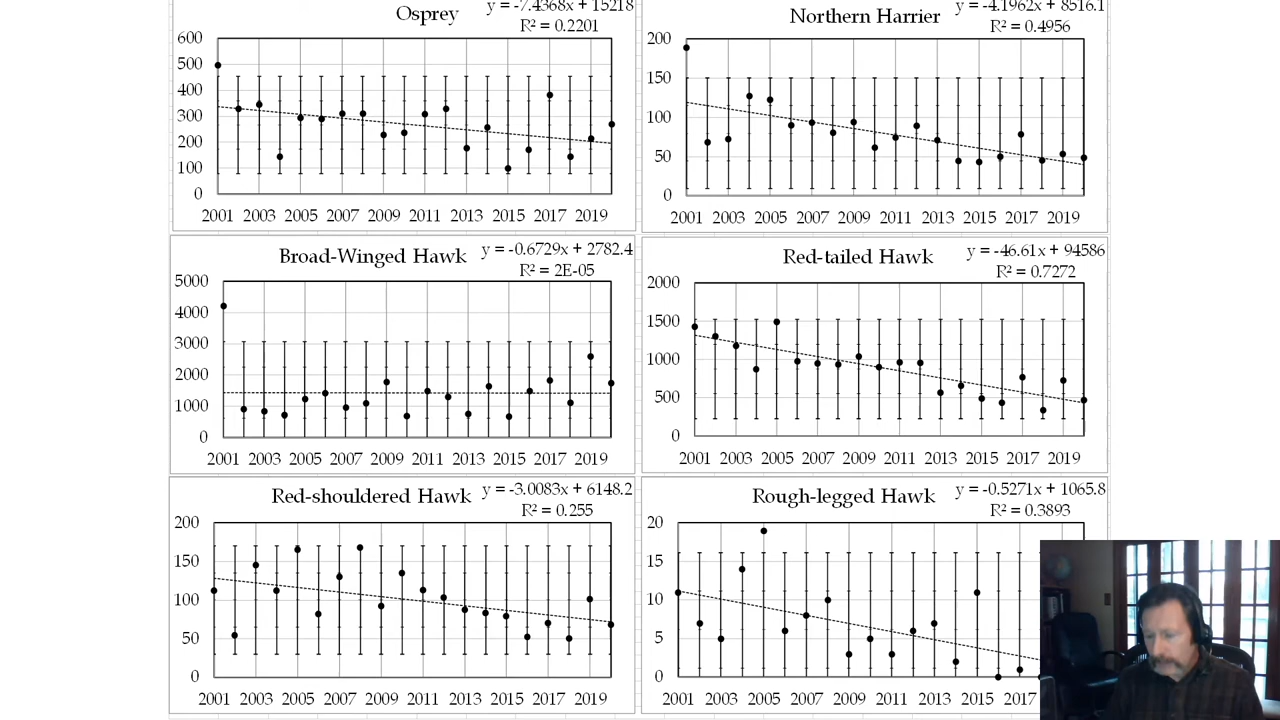 Osprey
y = -7.4368x + 15218
R² = 0.2201
600
500
400
300
200
100
0
2001 2003 2005 2007 2009 2011 2013 2015 2017 2019
Northern Harrier
y = -4.1962x + 8516.1
R² = 0.4956
200
150
100
50
0
2001 2003 2005 2007 2009 2011 2013 2015 2017 2019
Broad-Winged Hawk
y = -0.6729x + 2782.4
R² = 2E-05
5000
4000
3000
2000
1000
0
2001 2003 2005 2007 2009 2011 2013 2015 2017 2019
Red-tailed Hawk
y = -46.61x + 94586
R² = 0.7272
2000
1500
1000
500
0
2001 2003 2005 2007 2009 2011 2013 2015 2017 2019
Red-shouldered Hawk
y = -3.0083x + 6148.2
R² = 0.255
200
150
100
50
0
2001 2003 2005 2007 2009 2011 2013 2015 2017 2019
Rough-legged Hawk
y = -0.5271x + 1065.8
R² = 0.3893
20
15
10
5
0
2001 2003 2005 2007 2009 2011 2013 2015 2017